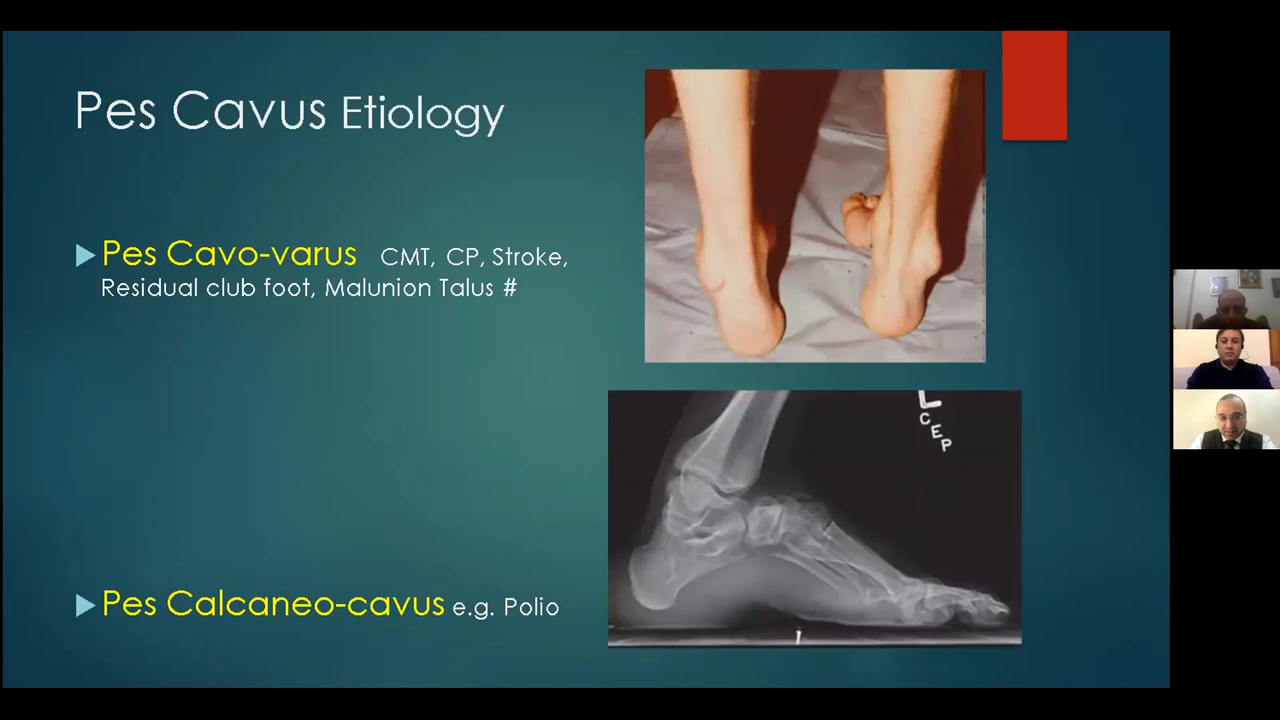 Pes Cavus Etiology
Pes Cavo-varus CMT, CP, Stroke,
Residual club foot, Malunion Talus #
Pes Calcaneo-cavus e.g. Polio
L
CEP